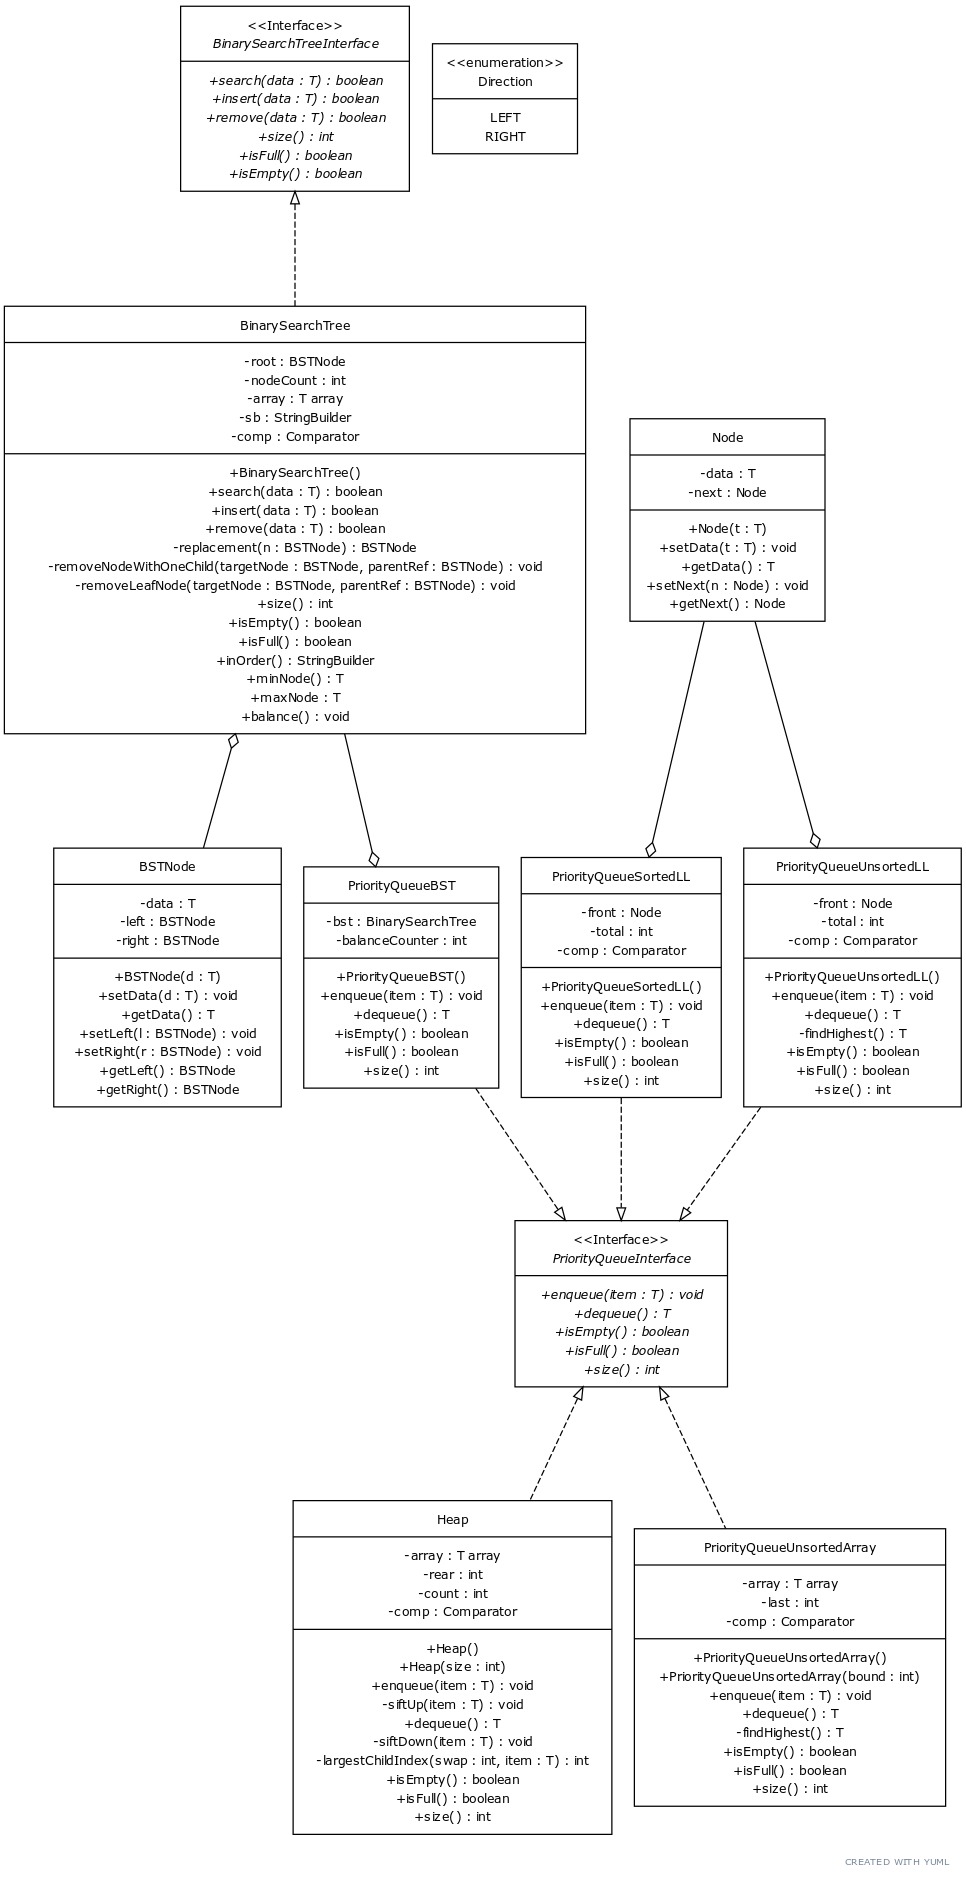 <<Interface>>
BinarySearchTreeInterface
+search(data : T) : boolean
+insert(data : T) : boolean
+remove(data : T) : boolean
+size() : int
+isFull() : boolean
+isEmpty() : boolean
<<enumeration>>
Direction
LEFT
RIGHT
BinarySearchTree
-root : BSTNode
-nodeCount : int
-array : T array
-sb : StringBuilder
-comp : Comparator
+BinarySearchTree()
+search(data : T) : boolean
+insert(data : T) : boolean
+remove(data : T) : boolean
-replacement(n : BSTNode) : BSTNode
-removeNodeWithOneChild(targetNode : BSTNode, parentRef : BSTNode) : void
-removeLeafNode(targetNode : BSTNode, parentRef : BSTNode) : void
+size() : int
+isEmpty() : boolean
+isFull() : boolean
+inOrder() : StringBuilder
+minNode() : T
+maxNode : T
+balance() : void
Node
-data : T
-next : Node
+Node(t : T)
+setData(t : T) : void
+getData() : T
+setNext(n : Node) : void
+getNext() : Node
BSTNode
-data : T
-left : BSTNode
-right : BSTNode
+BSTNode(d : T)
+setData(d : T) : void
+getData() : T
+setLeft(l : BSTNode) : void
+setRight(r : BSTNode) : void
+getLeft() : BSTNode
+getRight() : BSTNode
PriorityQueueBST
-bst : BinarySearchTree
-balanceCounter : int
+PriorityQueueBST()
+enqueue(item : T) : void
+dequeue() : T
+isEmpty() : boolean
+isFull() : boolean
+size() : int
PriorityQueueSortedLL
-front : Node
-total : int
-comp : Comparator
+PriorityQueueSortedLL()
+enqueue(item : T) : void
+dequeue() : T
+isEmpty() : boolean
+isFull() : boolean
+size() : int
PriorityQueueUnsortedLL
-front : Node
-total : int
-comp : Comparator
+PriorityQueueUnsortedLL()
+enqueue(item : T) : void
+dequeue() : T
-findHighest() : T
+isEmpty() : boolean
+isFull() : boolean
+size() : int
<<Interface>>
PriorityQueueInterface
+enqueue(item : T) : void
+dequeue() : T
+isEmpty() : boolean
+isFull() : boolean
+size() : int
Heap
-array : T array
-rear : int
-count : int
-comp : Comparator
+Heap()
+Heap(size : int)
+enqueue(item : T) : void
-siftUp(item : T) : void
+dequeue() : T
-siftDown(item : T) : void
-largestChildIndex(swap : int, item : T) : int
+isEmpty() : boolean
+isFull() : boolean
+size() : int
PriorityQueueUnsortedArray
-array : T array
-last : int
-comp : Comparator
+PriorityQueueUnsortedArray()
+PriorityQueueUnsortedArray(bound : int)
+enqueue(item : T) : void
+dequeue() : T
-findHighest() : T
+isEmpty() : boolean
+isFull() : boolean
+size() : int
CREATED WITH YUML